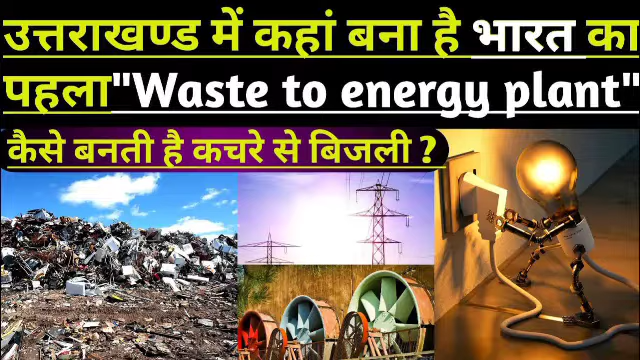 उत्तराखण्ड में कहां बना है भारत का
पहला"Waste to energy plant"
कैसे बनती है कचरे से बिजली ?